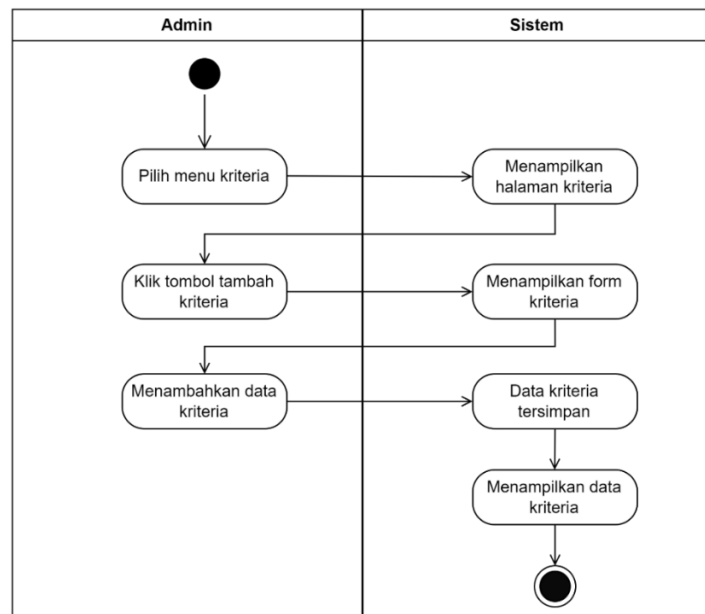 Admin
Sistem
Pilih menu kriteria
Menampilkan
halaman kriteria
Klik tombol tambah
kriteria
Menampilkan form
kriteria
Menambahkan data
kriteria
Data kriteria
tersimpan
Menampilkan data
kriteria